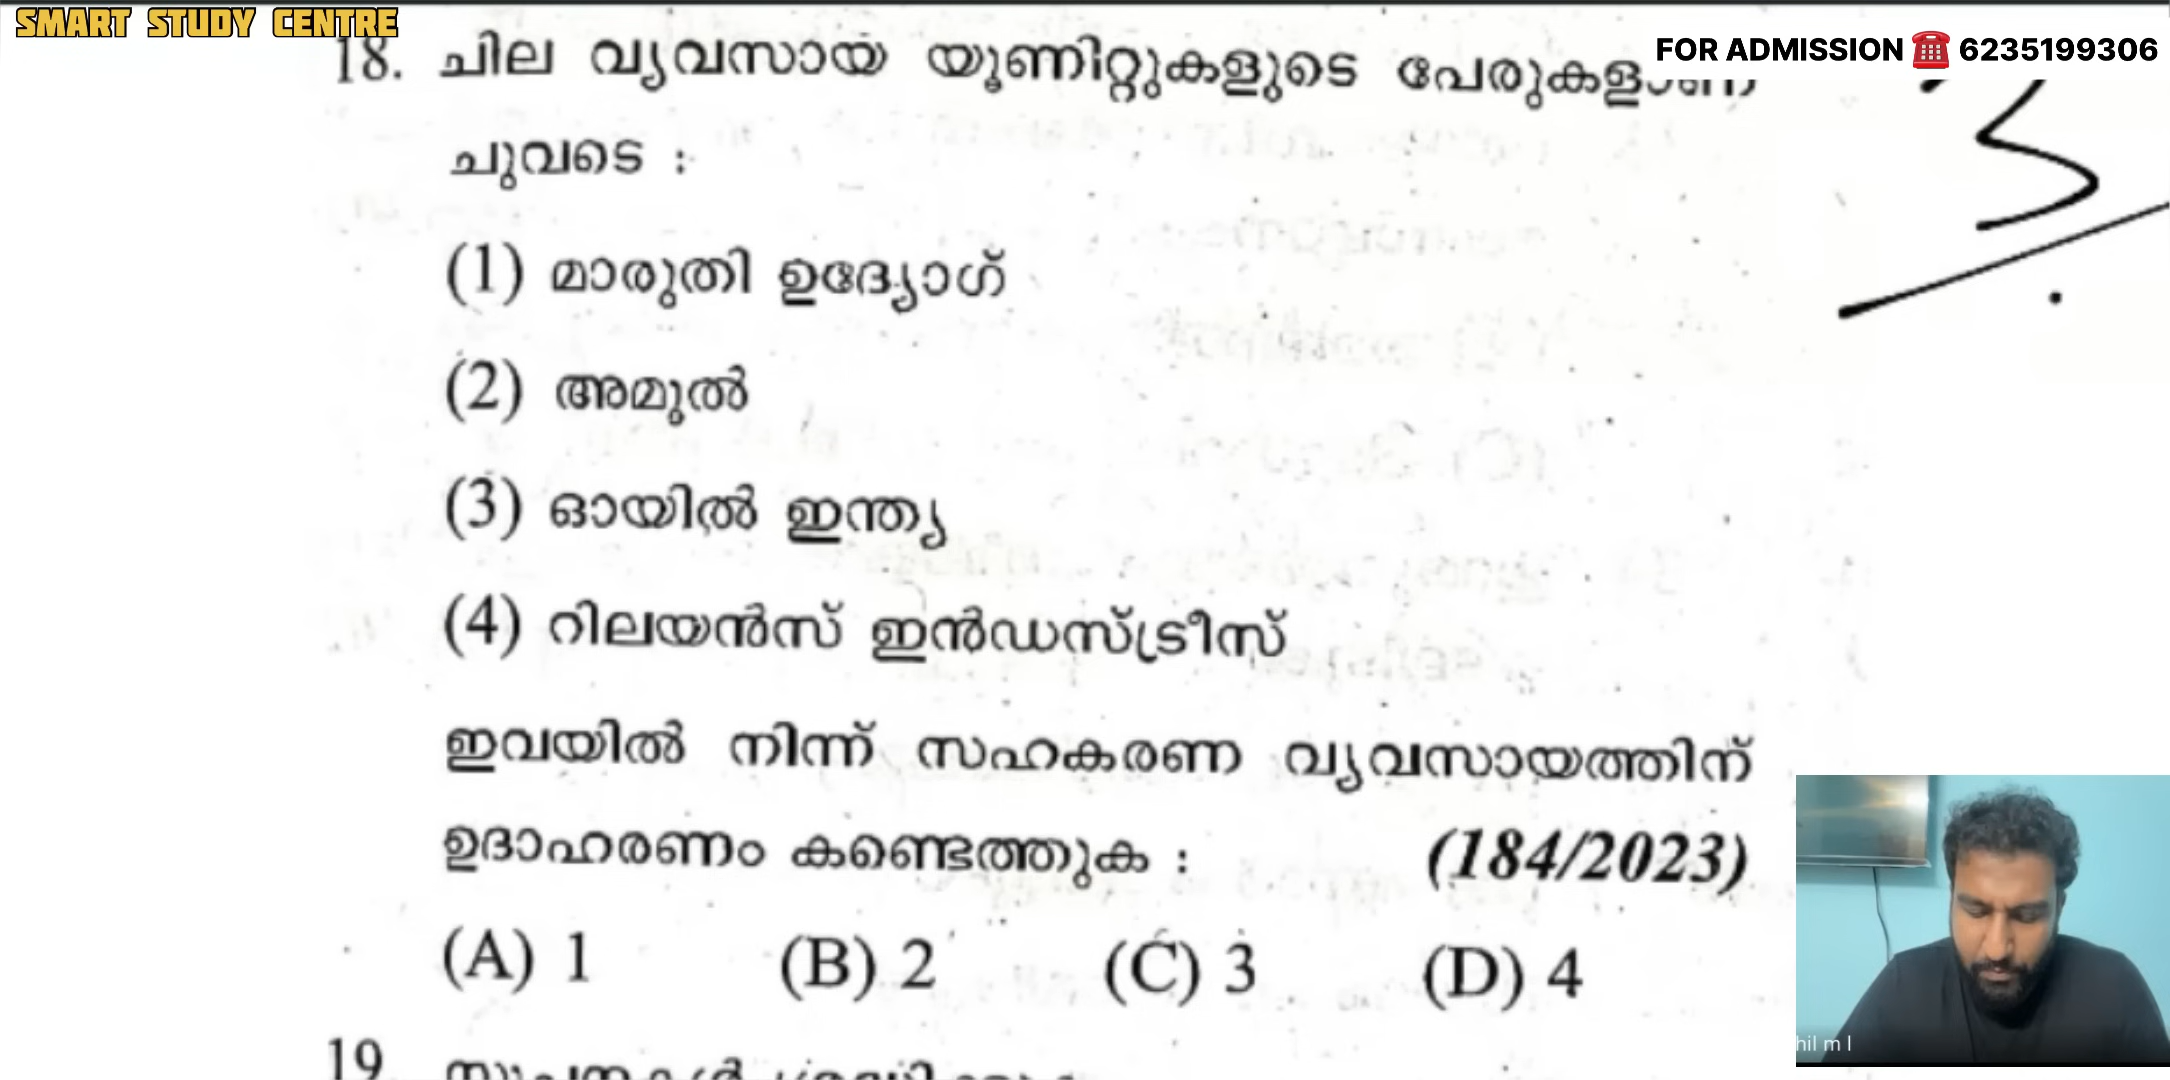 SMART STUDY CENTRE
FOR ADMISSION ☎️ 6235199306
18. ചില വ്യവസായ യൂണിറ്റുകളുടെ
ചുവടെ :
(1) മാരുതി ഉദ്യോഗ്
(2) അമുൽ
(3) ഓയിൽ ഇന്ത്യ
(4) റിലയൻസ് ഇൻഡസ്ട്രീസ്
ഇവയിൽ നിന്ന് സഹകരണ വ്യവസായത്തിന്
ഉദാഹരണം കണ്ടെത്തുക : (184/2023)
(A) 1 (B) 2 (C) 3 (D) 4
19
hil m l